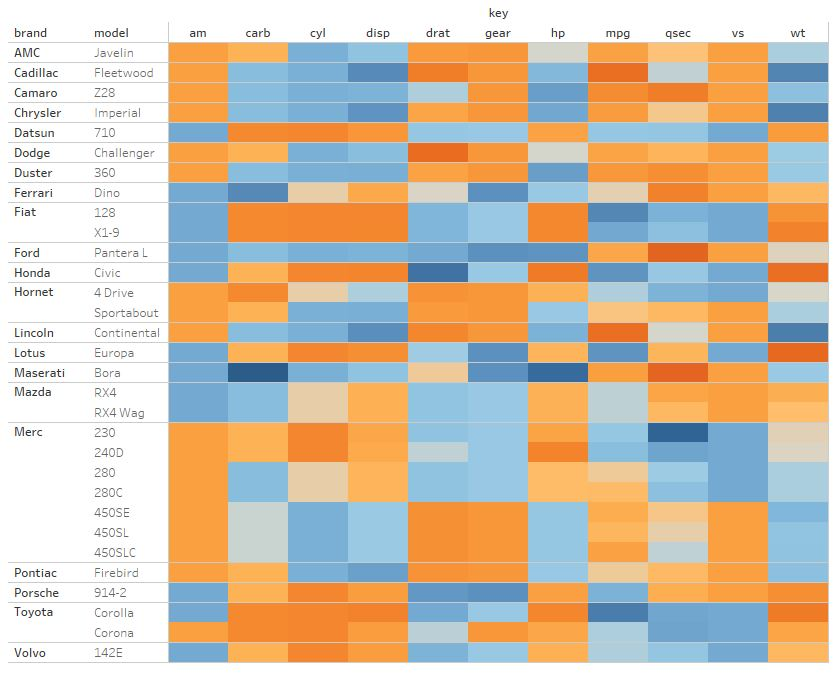 key
brand model am carb cyl disp drat gear hp mpg qsec vs wt
AMC Javelin
Cadillac Fleetwood
Camaro Z28
Chrysler Imperial
Datsun 710
Dodge Challenger
Duster 360
Ferrari Dino
Fiat 128
X1-9
Ford Pantera L
Honda Civic
Hornet 4 Drive
Sportabout
Lincoln Continental
Lotus Europa
Maserati Bora
Mazda RX4
RX4 Wag
Merc 230
240D
280
280C
450SE
450SL
450SLC
Pontiac Firebird
Porsche 914-2
Toyota Corolla
Corona
Volvo 142E